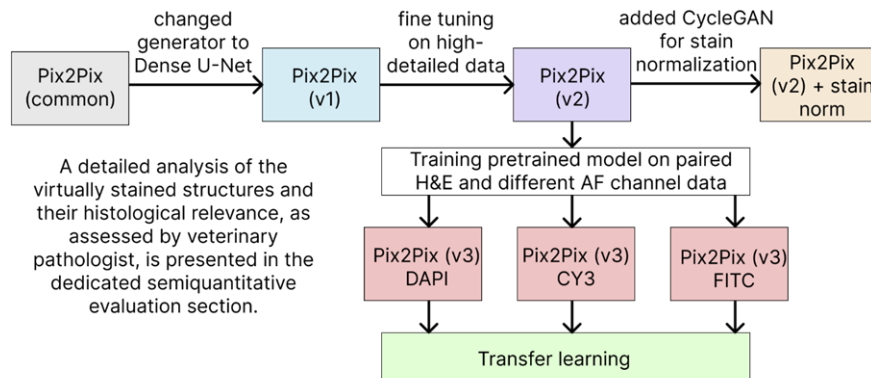 changed
generator to
Dense U-Net
fine tuning
on high-
detailed data
added CycleGAN
for stain
normalization
Pix2Pix
(common)
Pix2Pix
(v1)
Pix2Pix
(v2)
Pix2Pix
(v2) + stain
norm
A detailed analysis of the
virtually stained structures and
their histological relevance, as
assessed by veterinary
pathologist, is presented in the
dedicated semiquantitative
evaluation section.
Training pretrained model on paired
H&E and different AF channel data
Pix2Pix (v3)
DAPI
Pix2Pix (v3)
CY3
Pix2Pix (v3)
FITC
Transfer learning